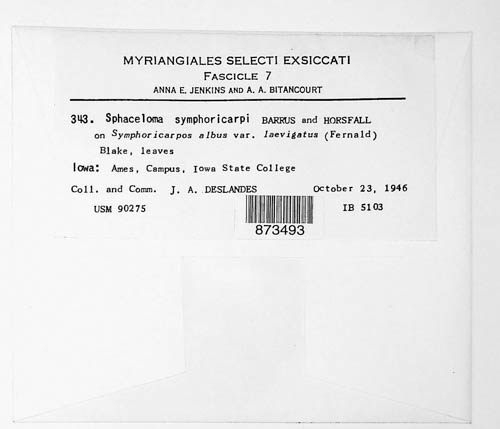 MYRIANGIALES SELECTI EXSICCATI
FASCICLE 7
ANNA E. JENKINS AND A. A. BITANCOURT
343. Sphaceloma symphoricarpi BARRUS and HORSFALL
on Symphoricarpos albus var. laevigatus (Fernald)
Blake, leaves
Iowa: Ames, Campus, Iowa State College
Coll. and Comm. J. A. DESLANDES October 23, 1946
USM 90275 IB 5103
873493